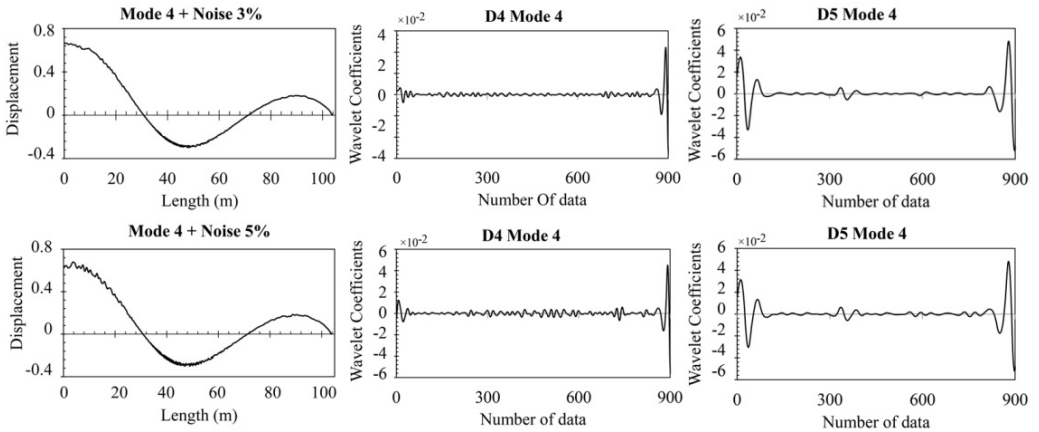 Mode 4 + Noise 3%
D4 Mode 4
D5 Mode 4
Displacement
0.8
0.4
0
-0.4
0 20 40 60 80 100
Length (m)
Wavelet Coefficients
×10-2
4
2
0
-2
-4
0 300 600 900
Number Of data
Wavelet Coefficients
×10-2
6
4
2
0
-2
-4
-6
0 300 600 900
Number of data
Mode 4 + Noise 5%
D4 Mode 4
D5 Mode 4
Displacement
0.8
0.4
0
-0.4
0 20 40 60 80 100
Length (m)
Wavelet Coefficients
×10-2
6
4
2
0
-2
-4
-6
0 300 600 900
Number of data
Wavelet Coefficients
×10-2
6
4
2
0
-2
-4
-6
0 300 600 900
Number of data